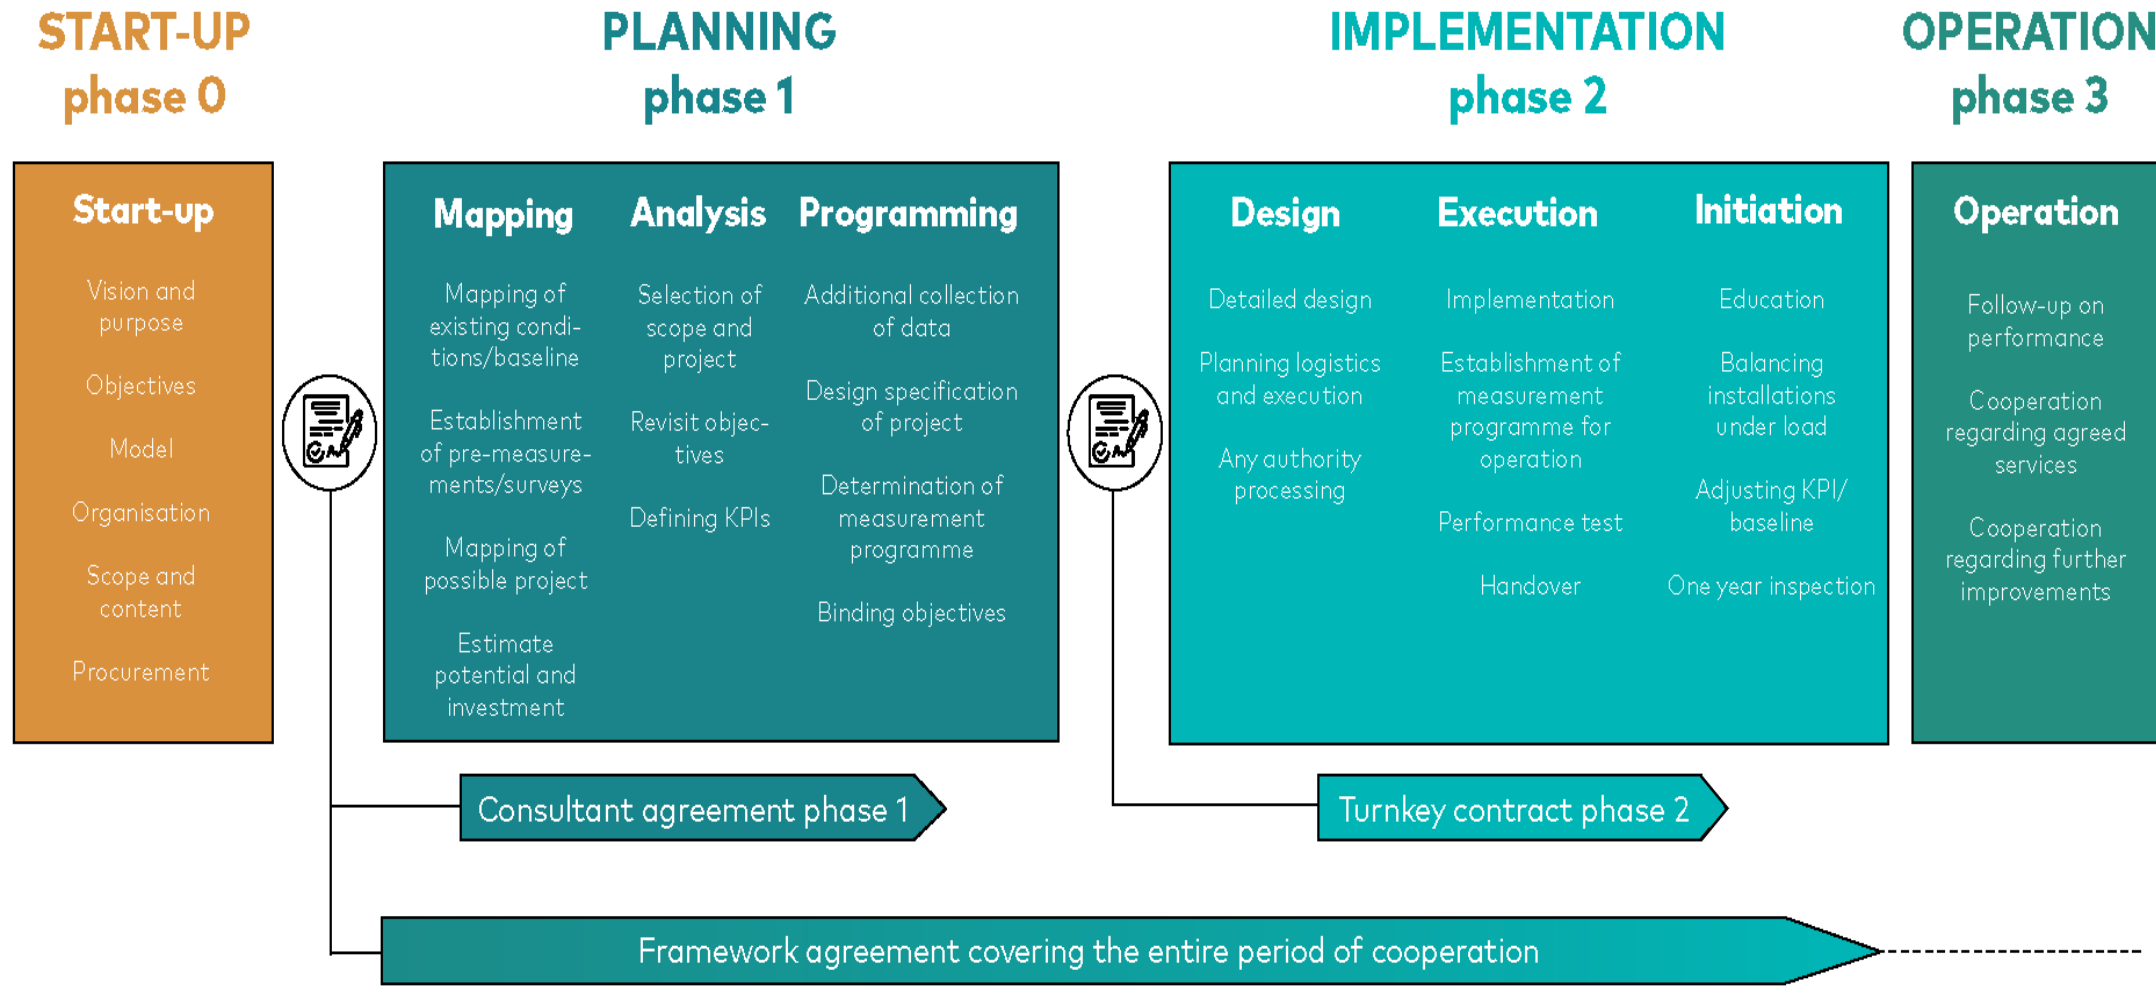 START-UP
phase 0
PLANNING
phase 1
IMPLEMENTATION
phase 2
OPERATION
phase 3
Start-up
Vision and
purpose
Objectives
Model
Organisation
Scope and
content
Procurement
Mapping
Mapping of
existing condi-
tions/baseline
Establishment
of pre-measure-
ments/surveys
Mapping of
possible project
Estimate
potential and
investment
Analysis
Selection of
scope and
project
Revisit objec-
tives
Defining KPIs
Programming
Additional collection
of data
Design specification
of project
Determination of
measurement
programme
Binding objectives
Design
Detailed design
Planning logistics
and execution
Any authority
processing
Execution
Implementation
Establishment of
measurement
programme for
operation
Performance test
Handover
Initiation
Education
Balancing
installations
under load
Adjusting KPI/
baseline
One year inspection
Operation
Follow-up on
performance
Cooperation
regarding agreed
services
Cooperation
regarding further
improvements
Consultant agreement phase 1
Turnkey contract phase 2
Framework agreement covering the entire period of cooperation